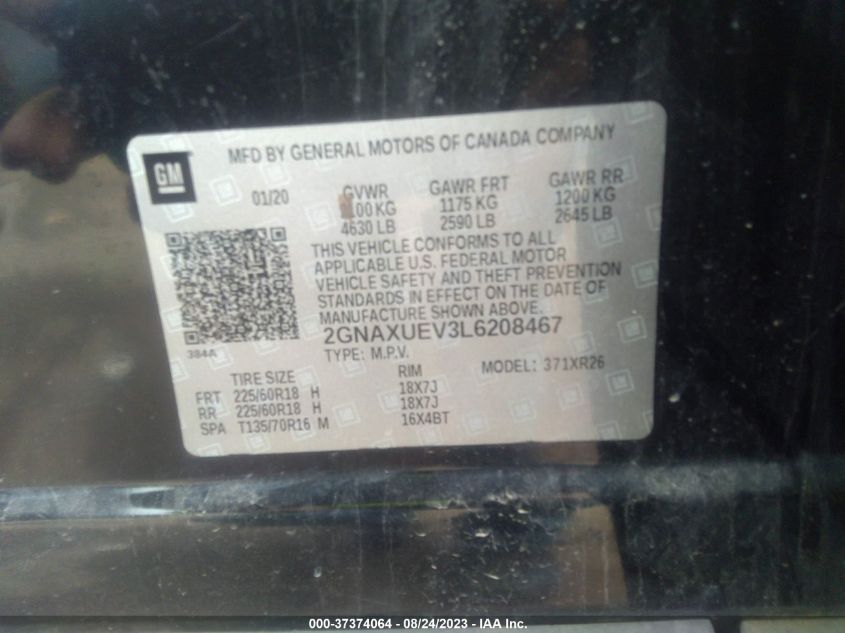 GM
MFD BY GENERAL MOTORS OF CANADA COMPANY
01/20
GVWR GAWR FRT GAWR RR
100 KG 1175 KG 1200 KG
4630 LB 2590 LB 2645 LB
THIS VEHICLE CONFORMS TO ALL
APPLICABLE U.S. FEDERAL MOTOR
VEHICLE SAFETY AND THEFT PREVENTION
STANDARDS IN EFFECT ON THE DATE OF
MANUFACTURE SHOWN ABOVE.
2GNAXUEV3L6208467
384A
TYPE: M.P.V. MODEL: 371XR26
TIRE SIZE RIM
FRT 225/60R18 H 18X7J
RR 225/60R18 H 18X7J
SPA T135/70R16 M 16X4BT
000-37374064 - 08/24/2023 - IAA Inc.